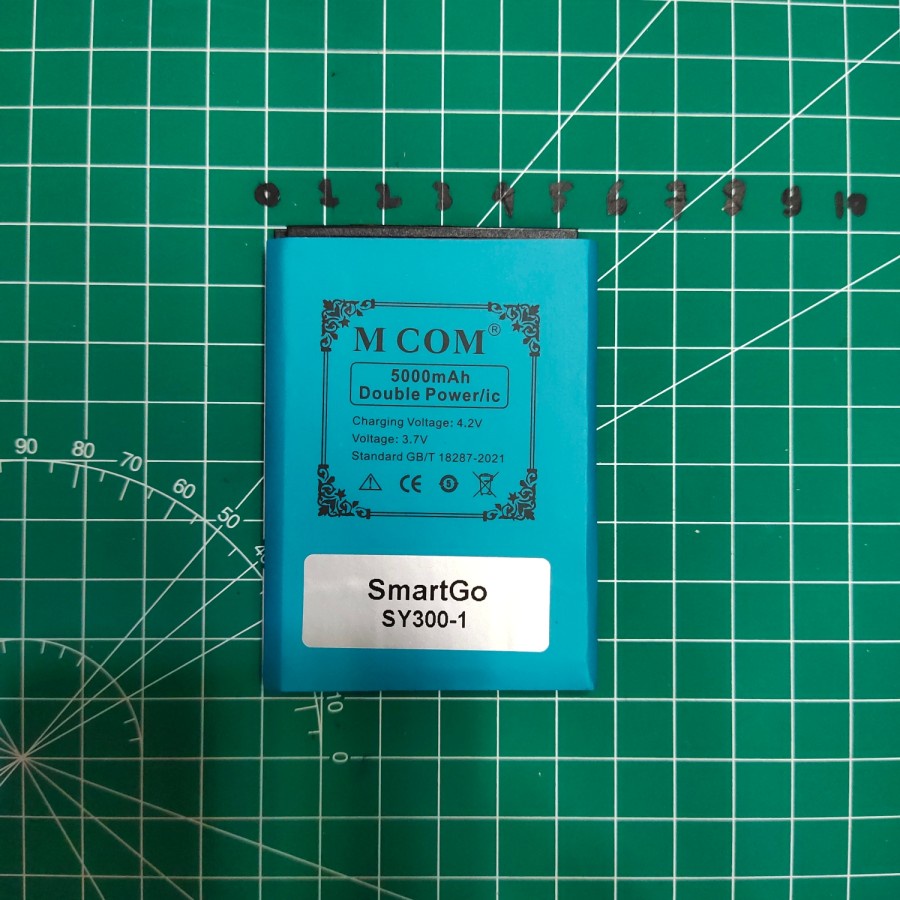 0 1 2 3 4 5 6 7 8 9 10
M COM®
5000mAh
Double Power/ic
Charging Voltage: 4.2V
Voltage: 3.7V
Standard GB/T 18287-2021
CE 5
SmartGo
SY300-1
90 80 70 60 50
10
0